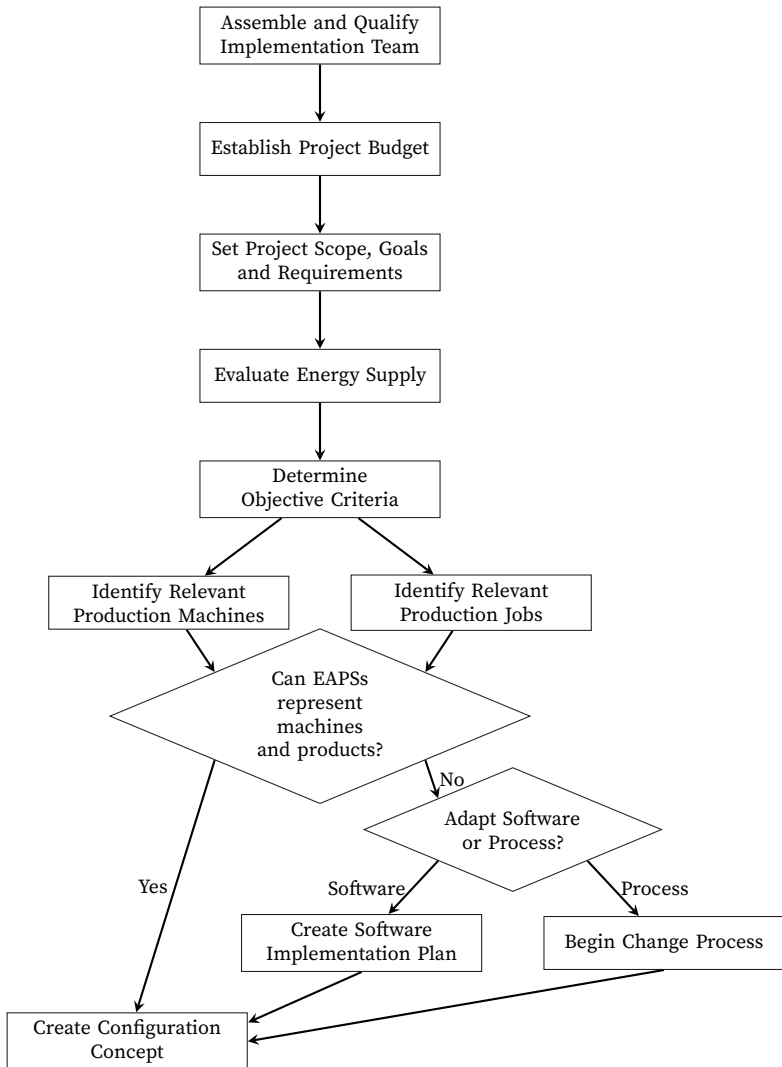 Assemble and Qualify
Implementation Team
Establish Project Budget
Set Project Scope, Goals
and Requirements
Evaluate Energy Supply
Determine
Objective Criteria
Identify Relevant
Production Machines
Identify Relevant
Production Jobs
Can EAPSs
represent
machines
and products?
No
Adapt Software
or Process?
Yes
Software
Process
Create Software
Implementation Plan
Begin Change Process
Create Configuration
Concept